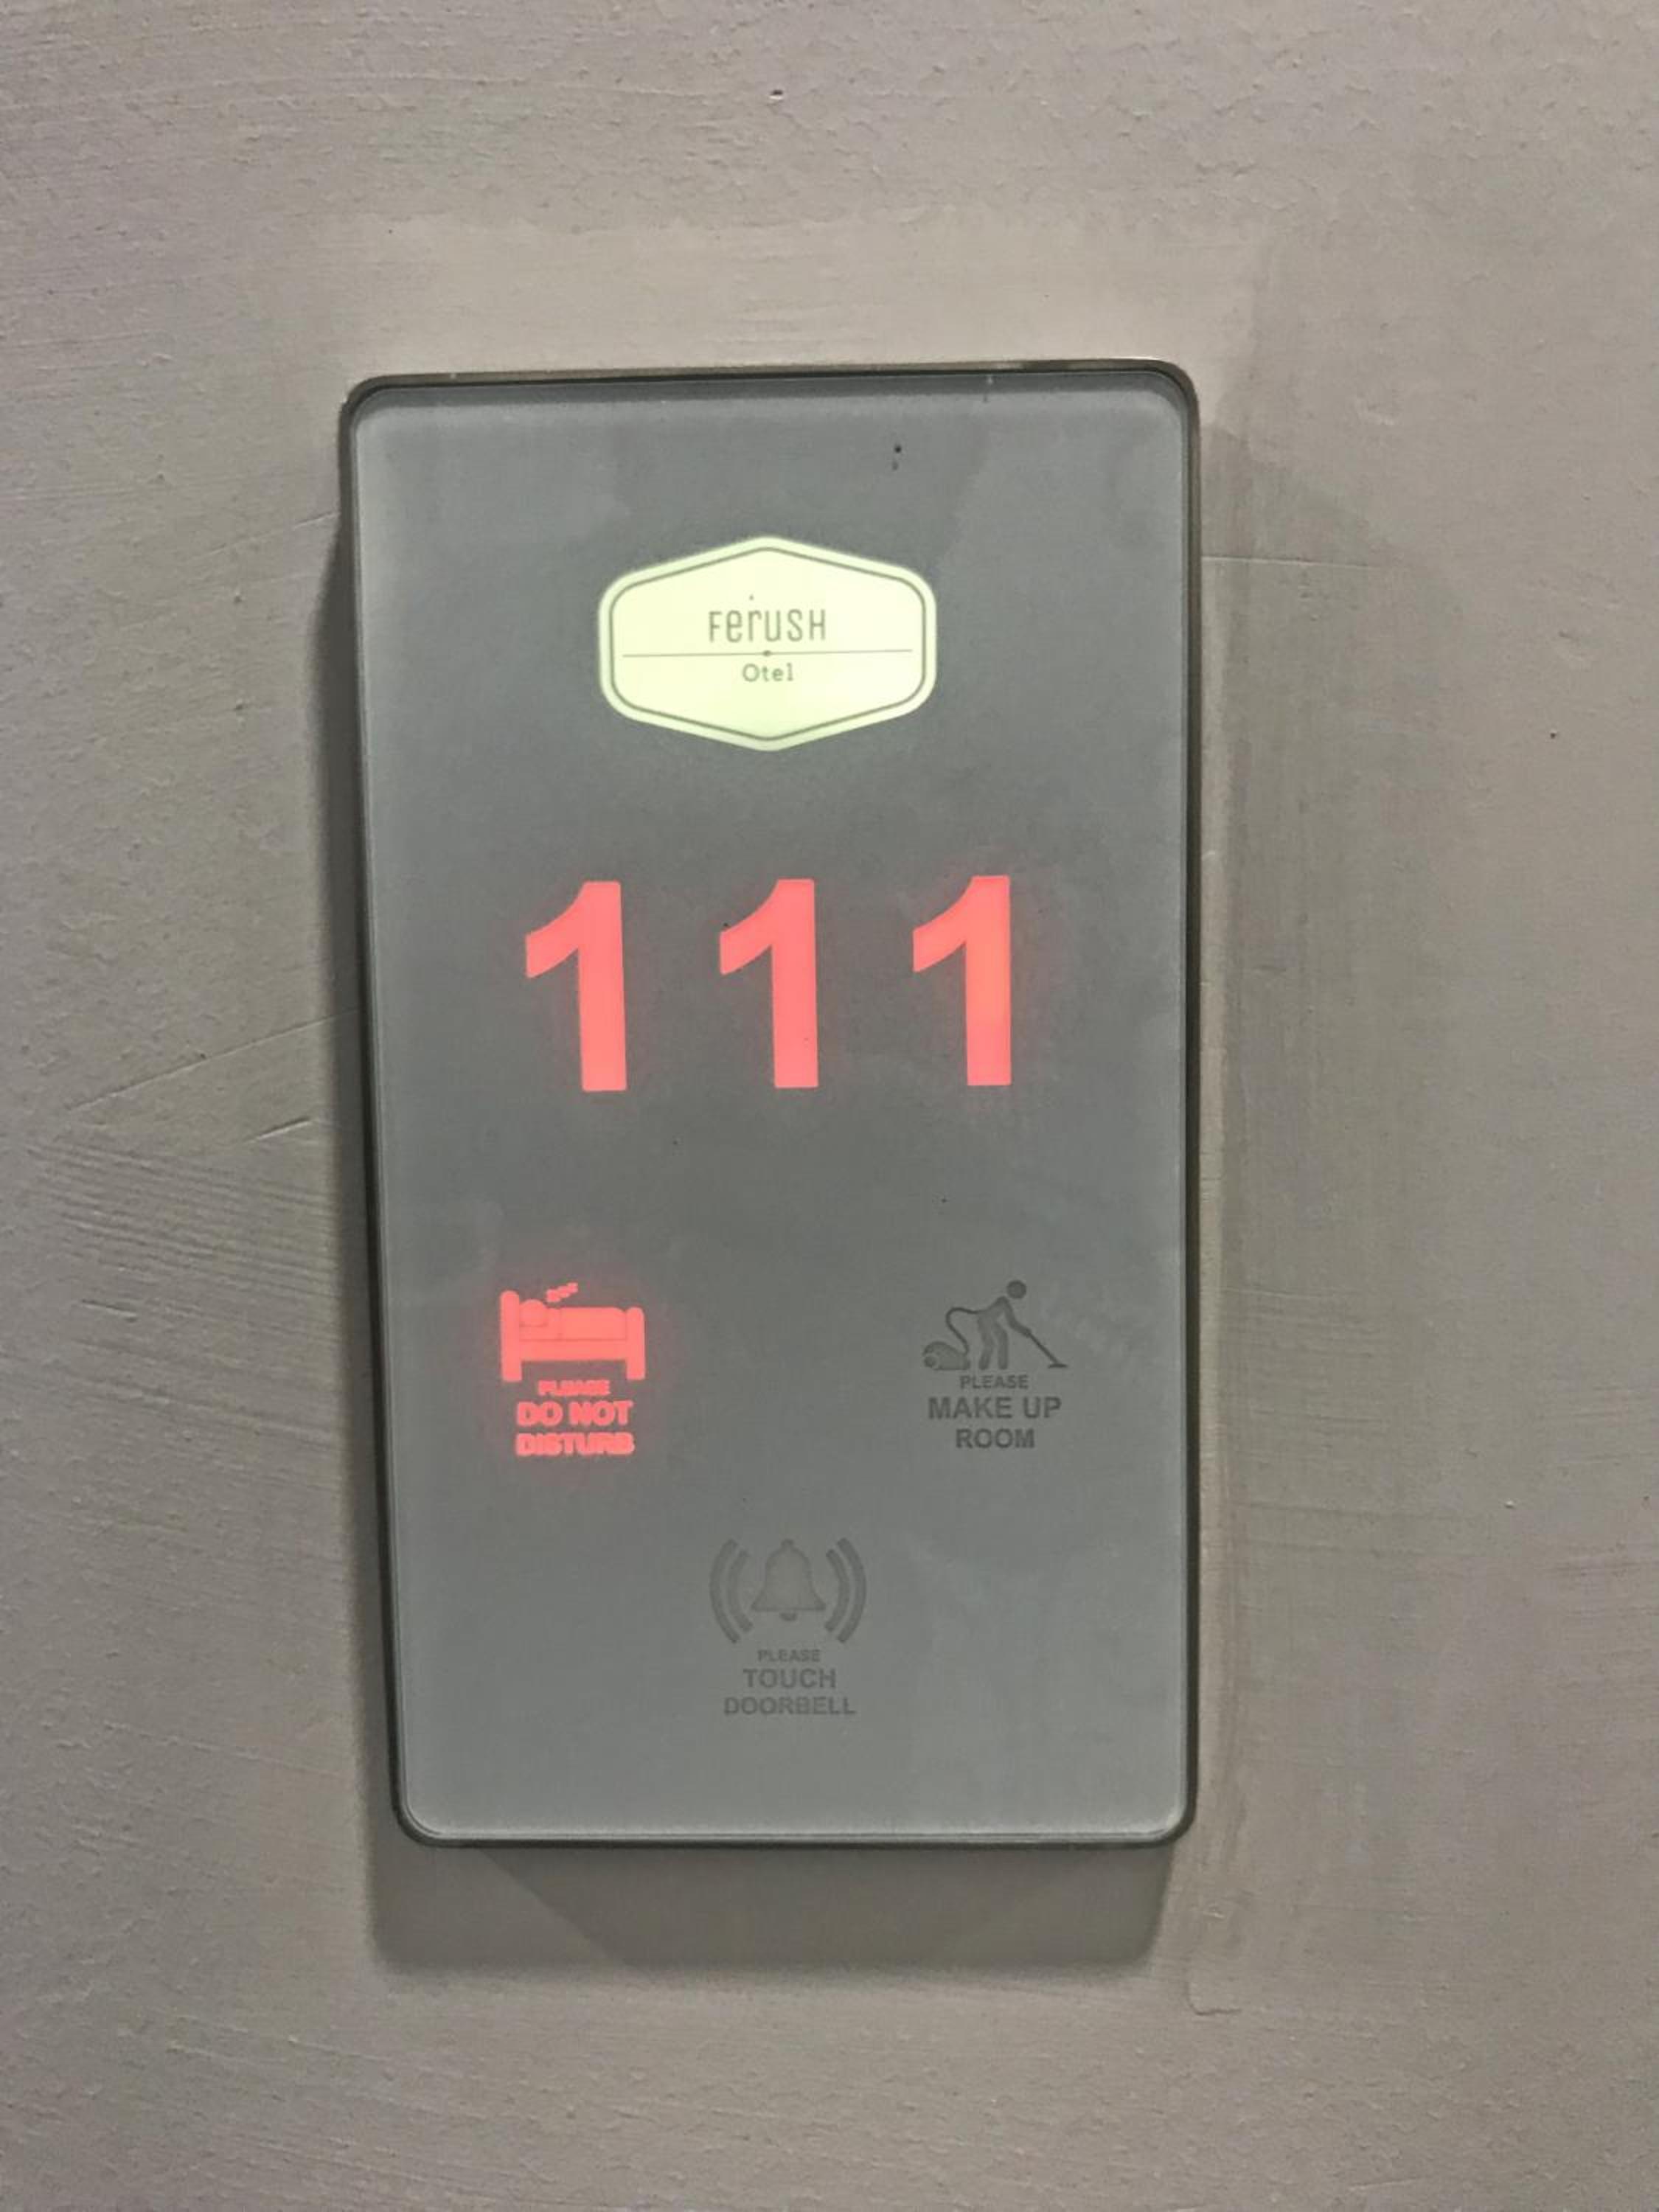 FerUSH
Otel
111
PLEASE
DO NOT
DISTURB
PLEASE
MAKE UP
ROOM
PLEASE
TOUCH
DOORBELL